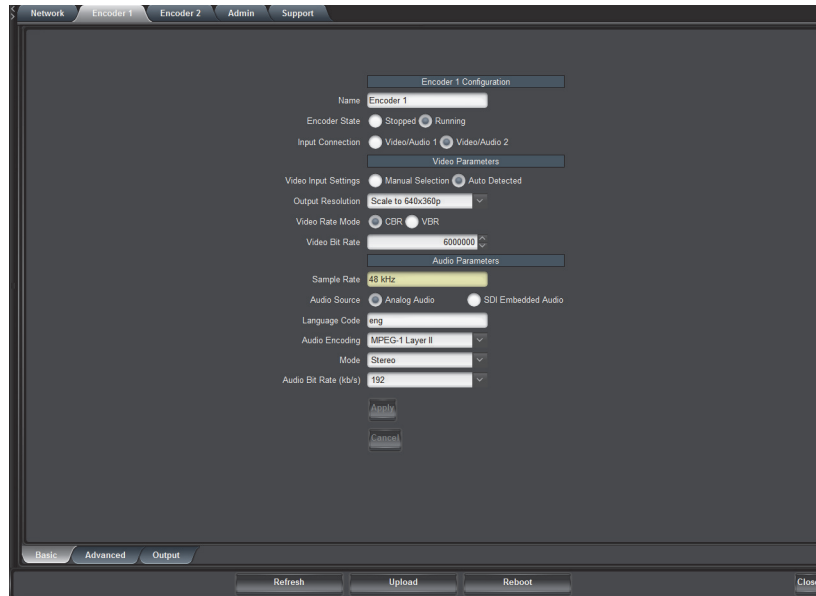 Network Encoder 1 Encoder 2 Admin Support
Encoder 1 Configuration
Name Encoder 1
Encoder State Stopped Running
Input Connection Video/Audio 1 Video/Audio 2
Video Parameters
Video Input Settings Manual Selection Auto Detected
Output Resolution Scale to 640x360p
Video Rate Mode CBR VBR
Video Bit Rate 6000000
Audio Parameters
Sample Rate 48 kHz
Audio Source Analog Audio SDI Embedded Audio
Language Code eng
Audio Encoding MPEG-1 Layer II
Mode Stereo
Audio Bit Rate (kb/s) 192
Apply
Cancel
Basic Advanced Output
Refresh Upload Reboot Close